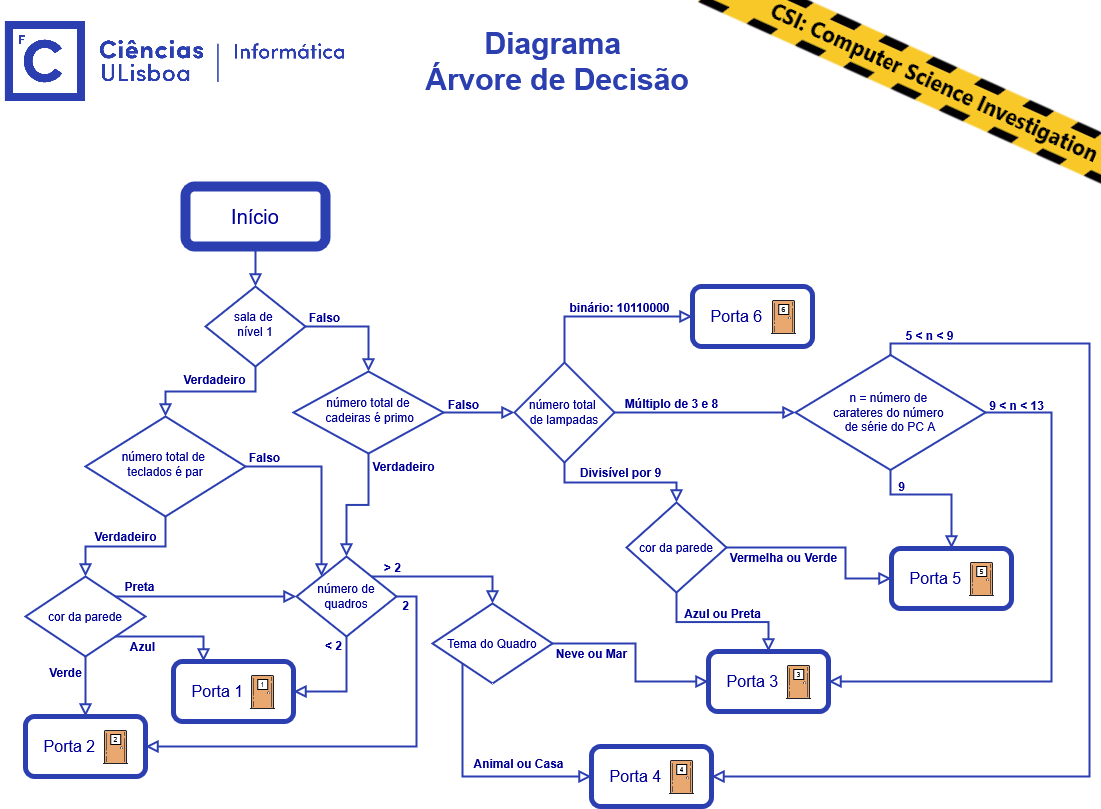 F
C
Ciências
ULisboa
Informática
Diagrama
Árvore de Decisão
CSI: Computer Science Investigation
Início
sala de
nível 1
Falso
Verdadeiro
binário: 10110000
Porta 6
6
5 < n < 9
número total de
cadeiras é primo
Falso
número total
de lampadas
Múltiplo de 3 e 8
n = número de
carateres do número
de série do PC A
9 < n < 13
número total de
teclados é par
Falso
Verdadeiro
Divisível por 9
9
Verdadeiro
cor da parede
Vermelha ou Verde
Porta 5
5
Preta
número de
quadros
> 2
2
cor da parede
Azul ou Preta
Azul
< 2
Tema do Quadro
Neve ou Mar
Verde
Porta 1
1
Porta 3
3
Porta 2
2
Animal ou Casa
Porta 4
4